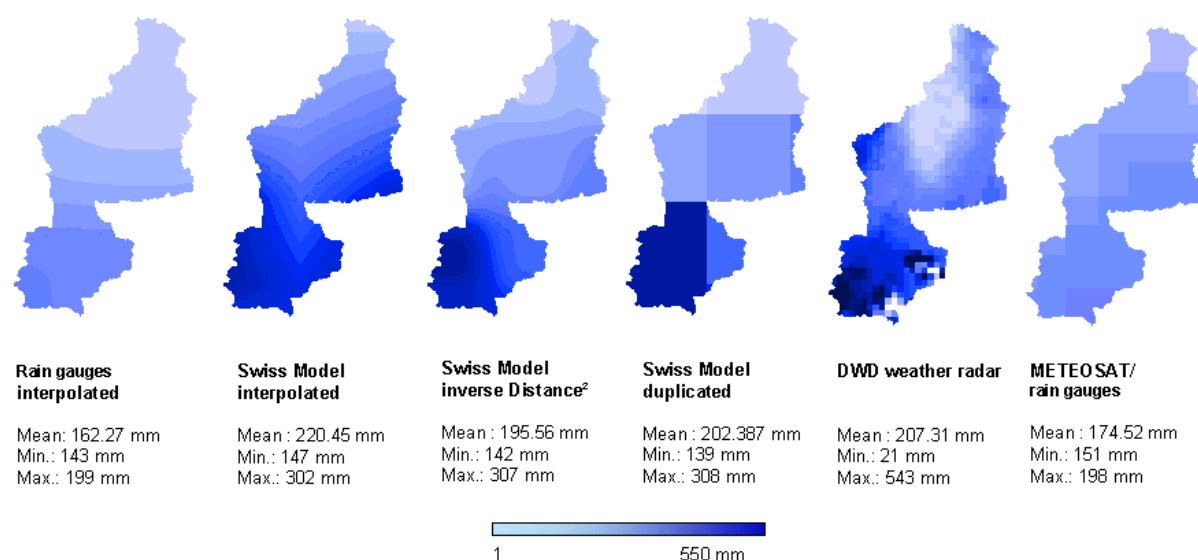 Rain gauges
interpolated
Mean: 162.27 mm
Min.: 143 mm
Max.: 199 mm
Swiss Model
interpolated
Mean : 220.45 mm
Min.: 147 mm
Max.: 302 mm
Swiss Model
inverse Distance²
Mean : 195.56 mm
Min.: 142 mm
Max.: 307 mm
Swiss Model
duplicated
Mean : 202.387 mm
Min.: 139 mm
Max.: 308 mm
DWD weather radar
Mean : 207.31 mm
Min.: 21 mm
Max.: 543 mm
METEOSAT/
rain gauges
Mean : 174.52 mm
Min.: 151 mm
Max.: 198 mm
1 550 mm